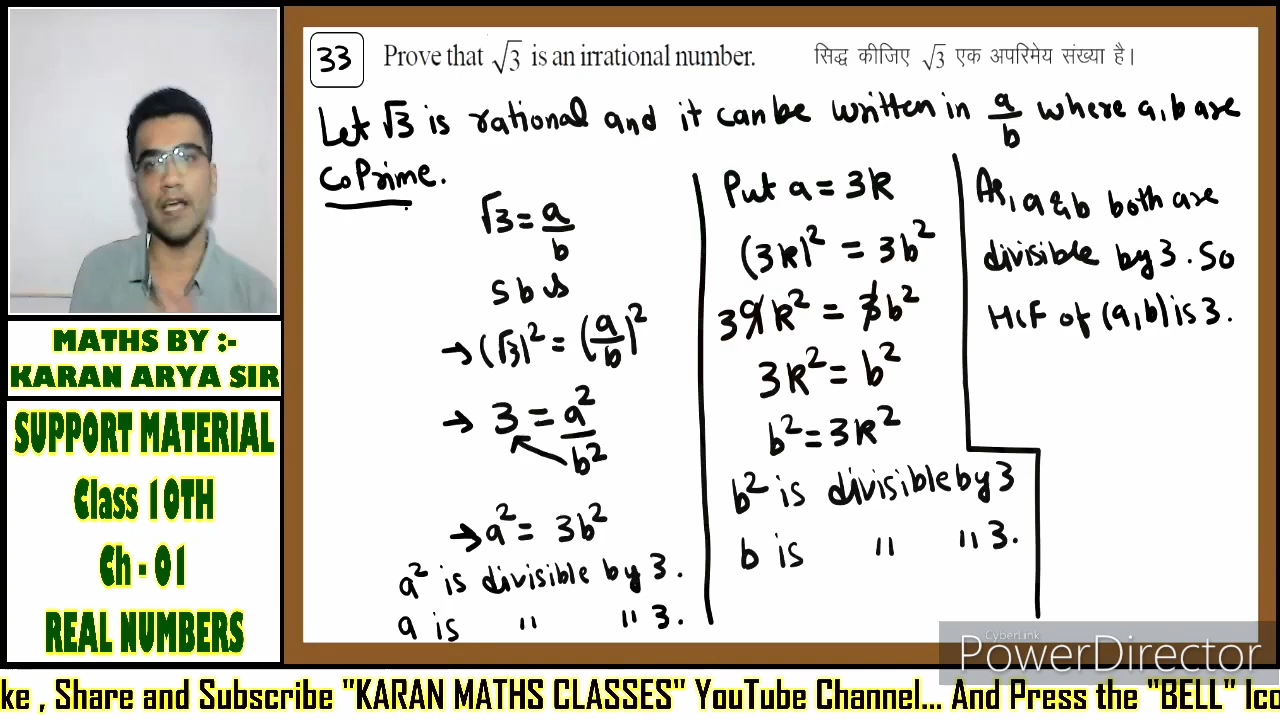 33 Prove that √3 is an irrational number. सिद्ध कीजिए √3 एक अपरिमेय संख्या है।
Let √3 is rational and it can be written in a/b where a, b are
CoPrime.
√3 = a/b
S b s
→ (√3)² = (a/b)²
→ 3 = a²/b²
→ a² = 3b²
a² is divisible by 3.
a is " " 3.
Put a = 3k
(3k)² = 3b²
39k² = 3b²
3k² = b²
b² = 3k²
b² is divisible by 3
b is " " 3.
As, a & b both are
divisible by 3. So
HCF of (a, b) is 3.
MATHS BY :-
KARAN ARYA SIR
SUPPORT MATERIAL
Class 10TH
Ch - 01
REAL NUMBERS
CyberLink
PowerDirector
ke , Share and Subscribe "KARAN MATHS CLASSES" YouTube Channel... And Press the "BELL" Ico